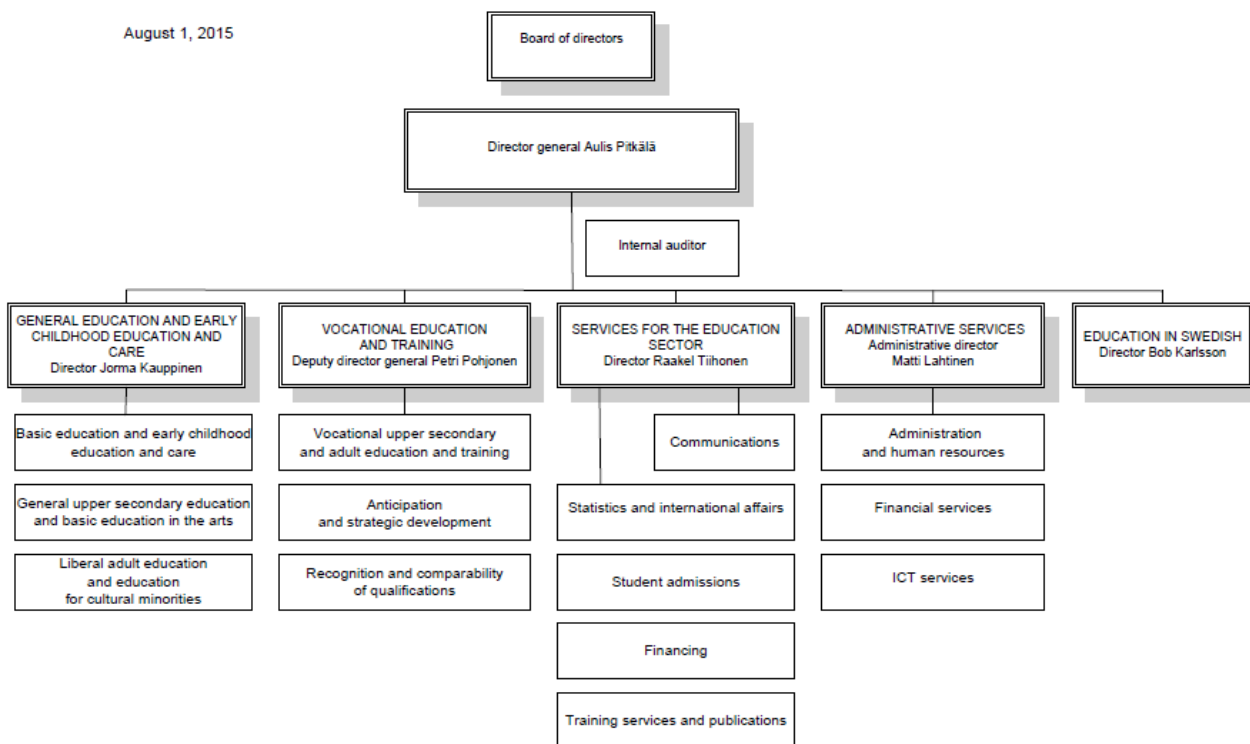 August 1, 2015
Board of directors
Director general Aulis Pitkälä
Internal auditor
GENERAL EDUCATION AND EARLY
CHILDHOOD EDUCATION AND
CARE
Director Jorma Kauppinen
VOCATIONAL EDUCATION
AND TRAINING
Deputy director general Petri Pohjonen
SERVICES FOR THE EDUCATION
SECTOR
Director Raakel Tiihonen
ADMINISTRATIVE SERVICES
Administrative director
Matti Lahtinen
EDUCATION IN SWEDISH
Director Bob Karlsson
Basic education and early childhood
education and care
General upper secondary education
and basic education in the arts
Liberal adult education
and education
for cultural minorities
Vocational upper secondary
and adult education and training
Anticipation
and strategic development
Recognition and comparability
of qualifications
Communications
Statistics and international affairs
Student admissions
Financing
Training services and publications
Administration
and human resources
Financial services
ICT services